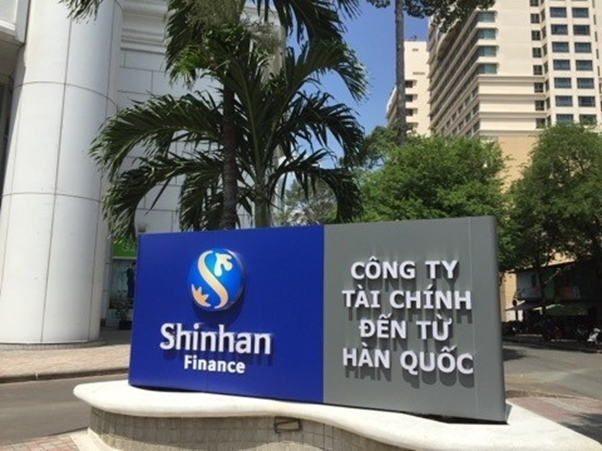 Shinhan
Finance
CÔNG TY
TÀI CHÍNH
ĐẾN TỪ
HÀN QUỐC